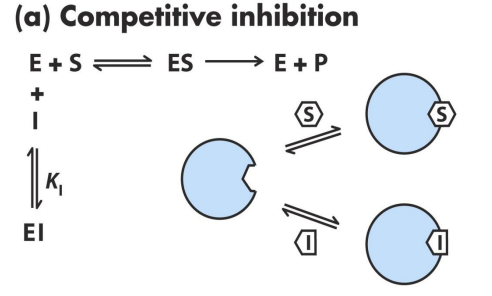 (a) Competitive inhibition
E + S ⇌ ES ⟶ E + P
+
I
K_I
EI
S
S
I
I